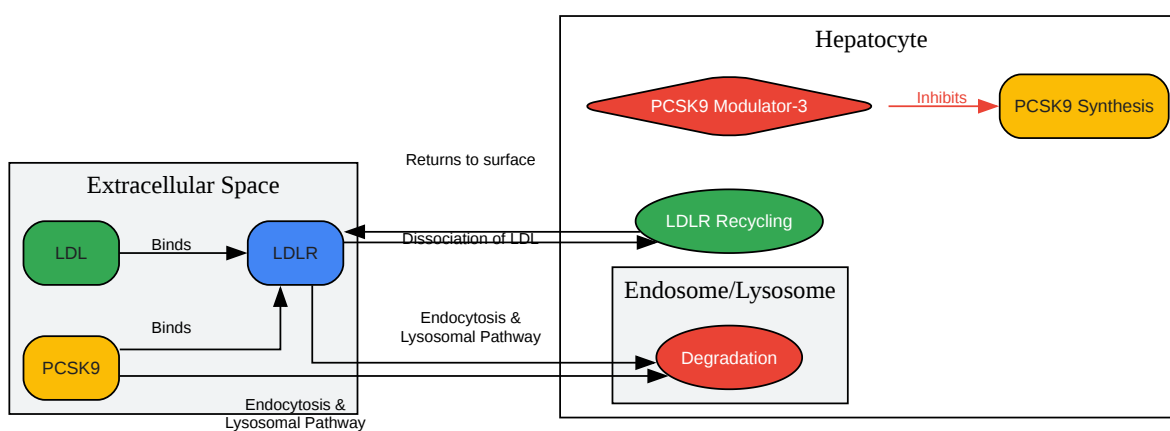 Hepatocyte
PCSK9 Modulator-3
Inhibits
PCSK9 Synthesis
Returns to surface
Extracellular Space
LDL
Binds
LDLR
Dissociation of LDL
LDLR Recycling
Endosome/Lysosome
Binds
Endocytosis &
Lysosomal Pathway
PCSK9
Degradation
Endocytosis &
Lysosomal Pathway